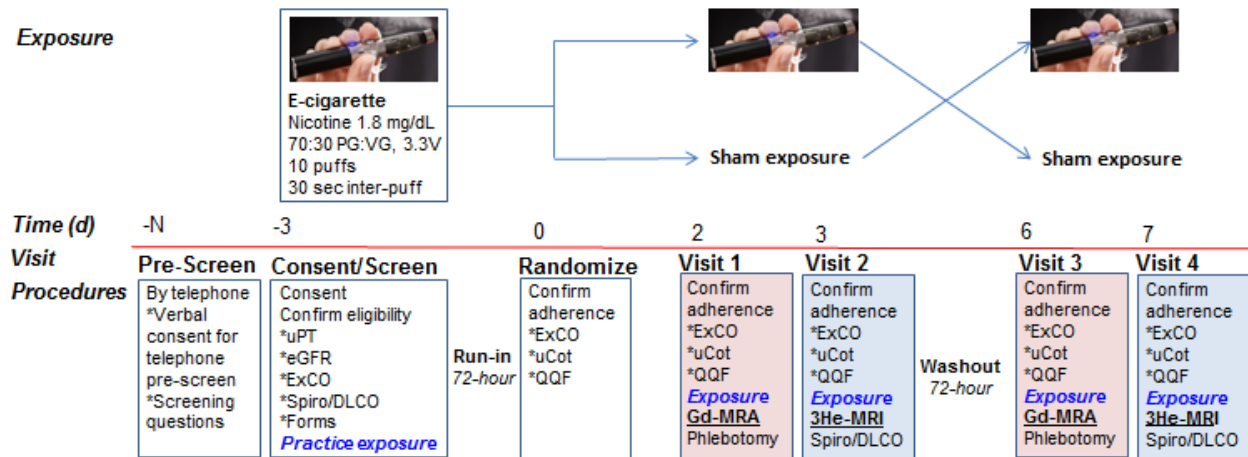 Exposure
E-cigarette
Nicotine 1.8 mg/dL
70:30 PG:VG, 3.3V
10 puffs
30 sec inter-puff
Sham exposure
Sham exposure
Time (d)
-N
-3
0
2
3
6
7
Visit
Procedures
Pre-Screen
By telephone
*Verbal
consent for
telephone
pre-screen
*Screening
questions
Consent/Screen
Consent
Confirm eligibility
*uPT
*eGFR
*ExCO
*Spiro/DLCO
*Forms
Practice exposure
Run-in
72-hour
Randomize
Confirm
adherence
*ExCO
*uCot
*QQF
Visit 1
Confirm
adherence
*ExCO
*uCot
*QQF
Exposure
Gd-MRA
Phlebotomy
Visit 2
Confirm
adherence
*ExCO
*uCot
*QQF
Exposure
3He-MRI
Spiro/DLCO
Washout
72-hour
Visit 3
Confirm
adherence
*ExCO
*uCot
*QQF
Exposure
Gd-MRA
Phlebotomy
Visit 4
Confirm
adherence
*ExCO
*uCot
*QQF
Exposure
3He-MRI
Spiro/DLCO